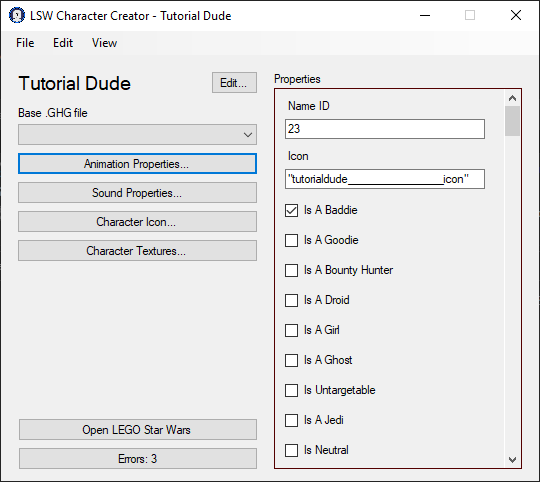 LSW Character Creator - Tutorial Dude
File Edit View
Tutorial Dude
Edit...
Base .GHG file
Animation Properties...
Sound Properties...
Character Icon...
Character Textures...
Open LEGO Star Wars
Errors: 3
Properties
Name ID
23
Icon
"tutorialdude________________icon"
Is A Baddie
Is A Goodie
Is A Bounty Hunter
Is A Droid
Is A Girl
Is A Ghost
Is Untargetable
Is A Jedi
Is Neutral